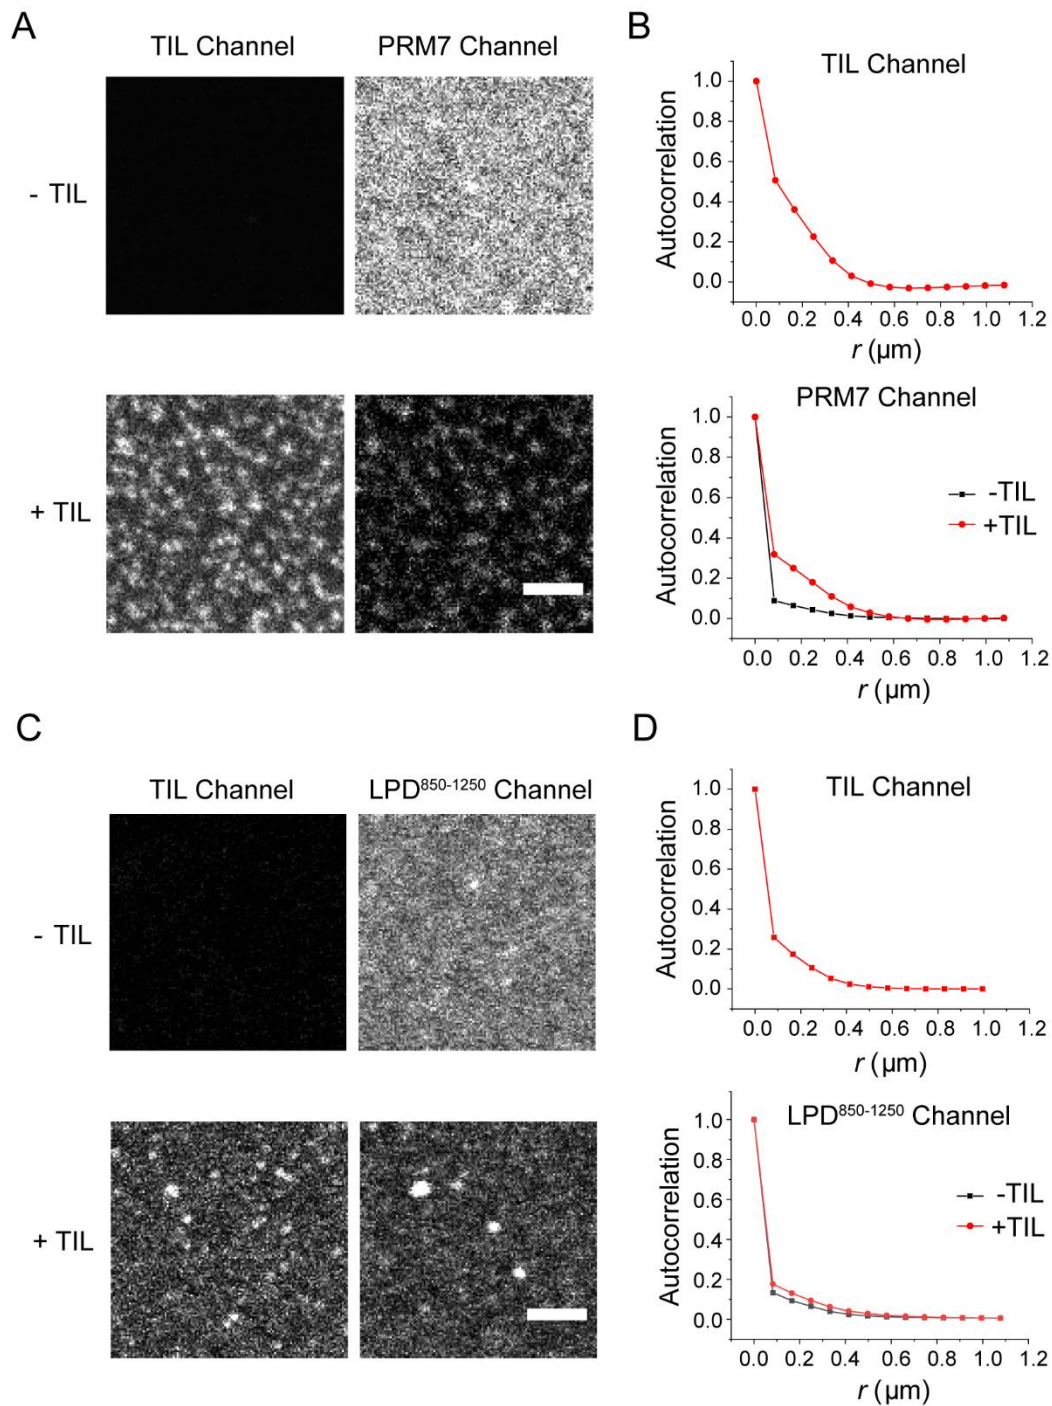 A
TIL Channel PRM7 Channel
- TIL
+ TIL
B
TIL Channel
Autocorrelation
1.0
0.8
0.6
0.4
0.2
0.0
0.0 0.2 0.4 0.6 0.8 1.0 1.2
r (µm)
PRM7 Channel
Autocorrelation
1.0
0.8
0.6
0.4
0.2
0.0
-TIL
+TIL
0.0 0.2 0.4 0.6 0.8 1.0 1.2
r (µm)
C
TIL Channel LPD850-1250 Channel
- TIL
+ TIL
D
TIL Channel
Autocorrelation
1.0
0.8
0.6
0.4
0.2
0.0
0.0 0.2 0.4 0.6 0.8 1.0 1.2
r (µm)
LPD850-1250 Channel
Autocorrelation
1.0
0.8
0.6
0.4
0.2
0.0
-TIL
+TIL
0.0 0.2 0.4 0.6 0.8 1.0 1.2
r (µm)